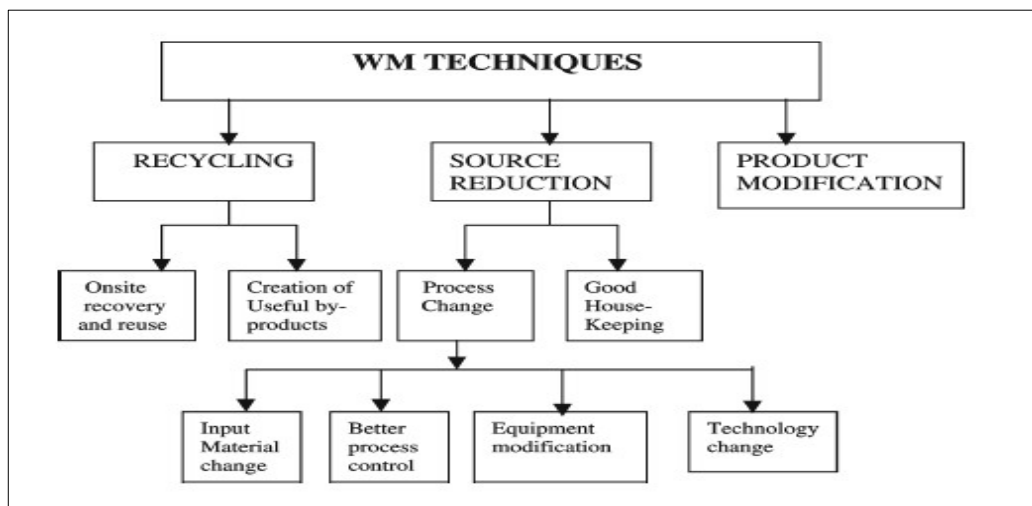 WM TECHNIQUES
RECYCLING
SOURCE
REDUCTION
PRODUCT
MODIFICATION
Onsite
recovery
and reuse
Creation of
Useful by-
products
Process
Change
Good
House-
Keeping
Input
Material
change
Better
process
control
Equipment
modification
Technology
change